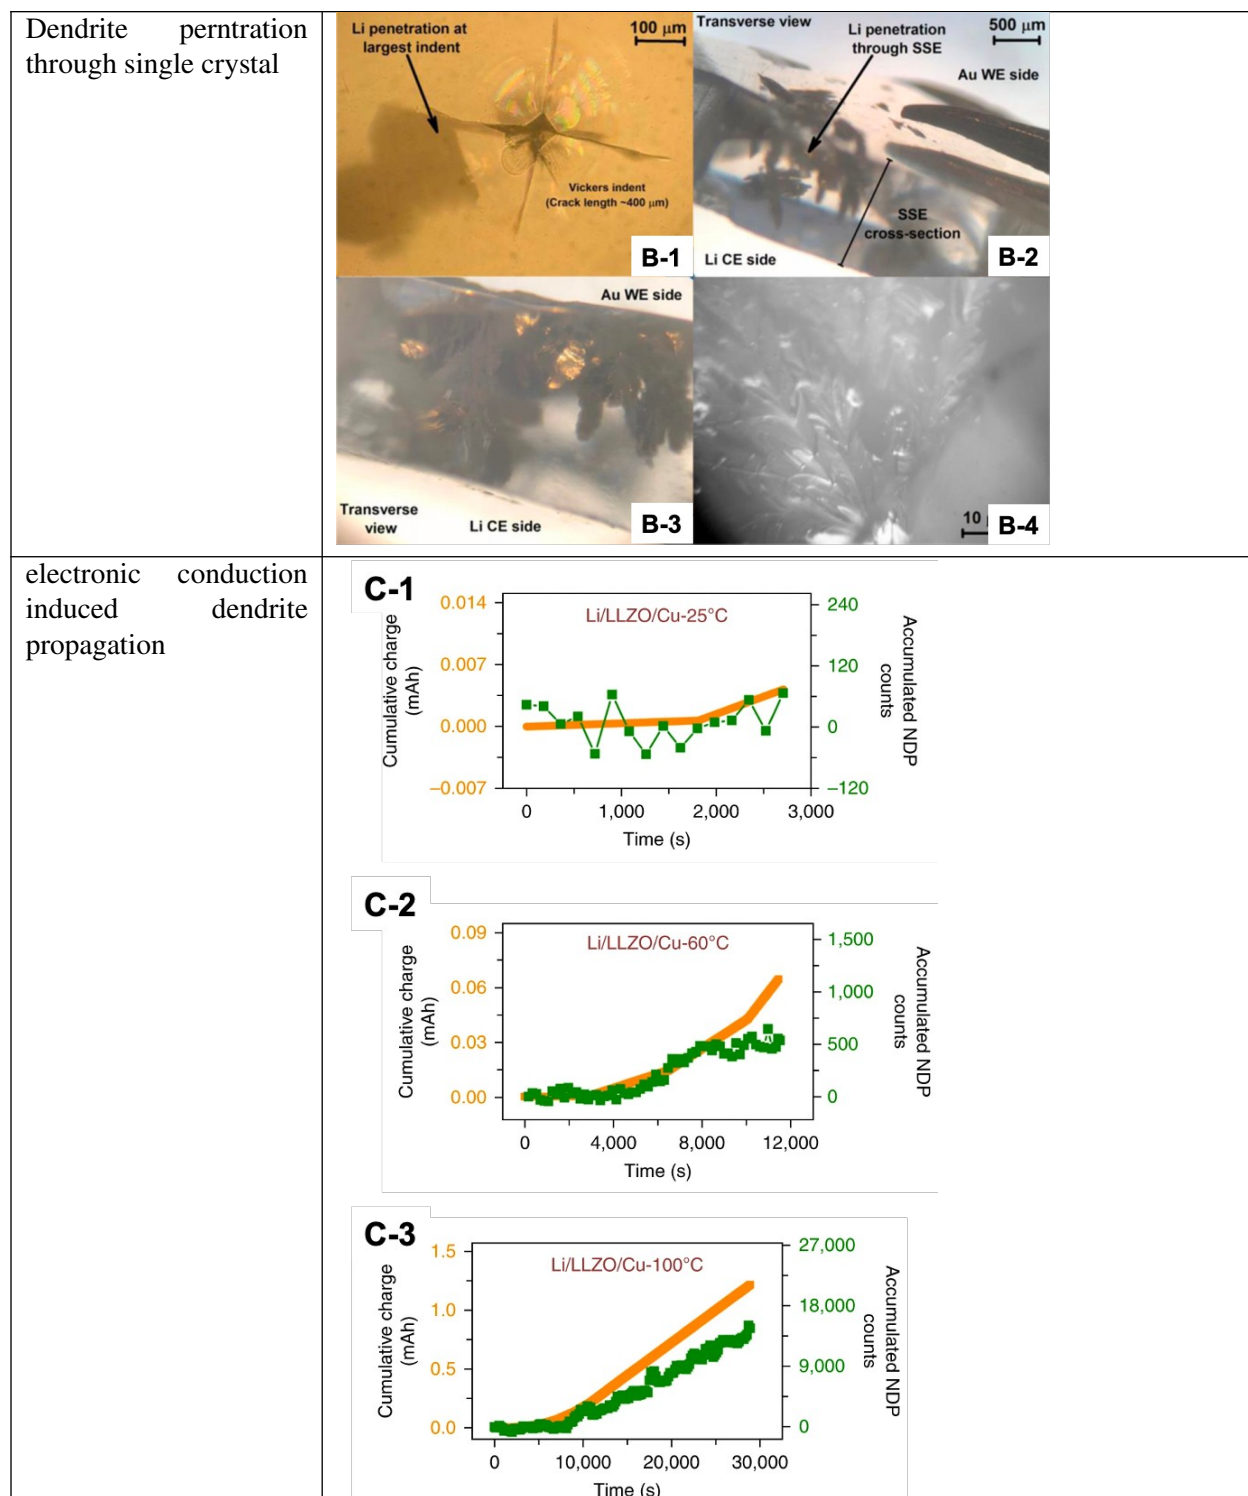 Dendrite perntration
through single crystal
Li penetration at
largest indent
100 μm
Vickers indent
(Crack length ~400 μm)
B-1
Transverse view
Li penetration
through SSE
500 μm
Au WE side
SSE
cross-section
Li CE side
B-2
Au WE side
Transverse
view
Li CE side
B-3
10
B-4
electronic conduction
induced dendrite
propagation
C-1
Li/LLZO/Cu-25°C
Cumulative charge
(mAh)
0.014
0.007
0.000
−0.007
240
120
0
−120
Accumulated NDP
counts
0 1,000 2,000 3,000
Time (s)
C-2
Li/LLZO/Cu-60°C
Cumulative charge
(mAh)
0.09
0.06
0.03
0.00
1,500
1,000
500
0
Accumulated NDP
counts
0 4,000 8,000 12,000
Time (s)
C-3
Li/LLZO/Cu-100°C
Cumulative charge
(mAh)
1.5
1.0
0.5
0.0
27,000
18,000
9,000
0
Accumulated NDP
counts
0 10,000 20,000 30,000
Time (s)